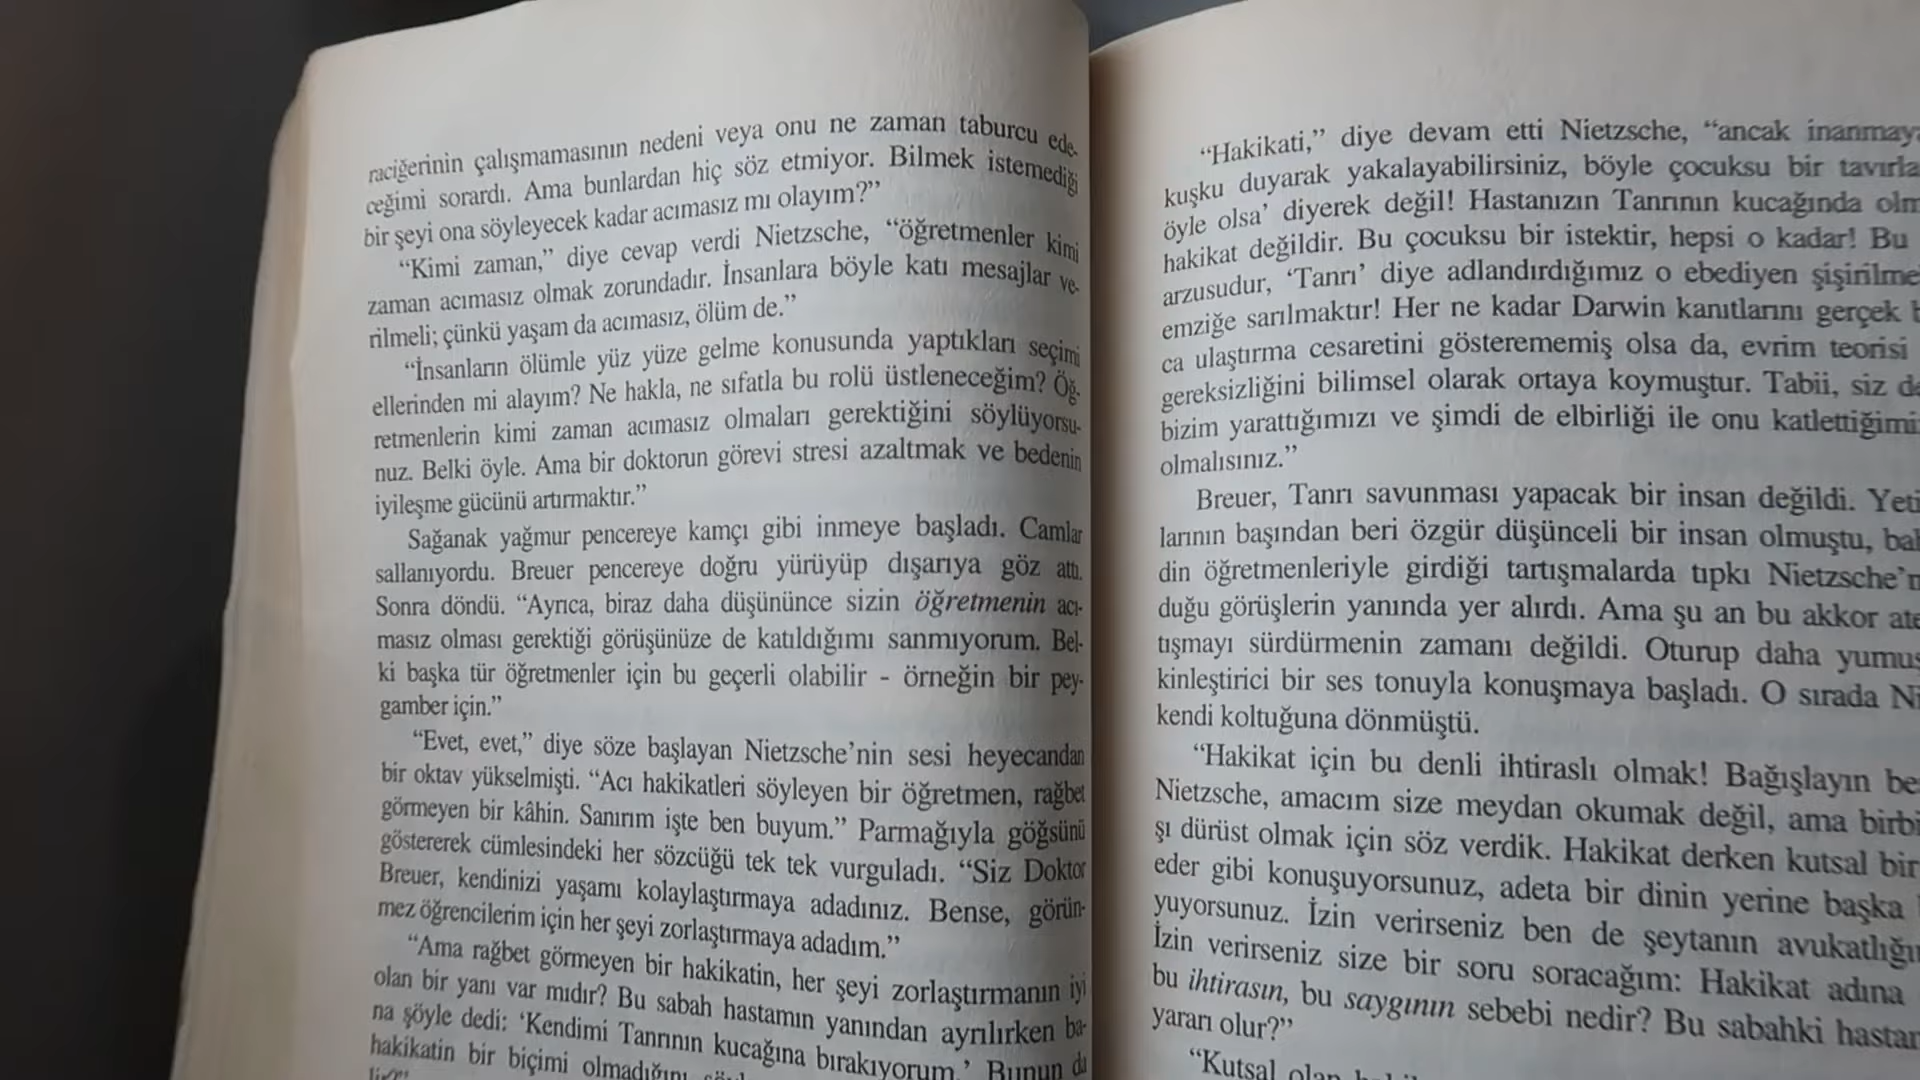 raciğerinin çalışmamasının nedeni veya onu ne zaman taburcu ede-
ceğimi sorardı. Ama bunlardan hiç söz etmiyor. Bilmek istemediği
bir şeyi ona söyleyecek kadar acımasız mı olayım?”
“Kimi zaman,” diye cevap verdi Nietzsche, “öğretmenler kimi
zaman acımasız olmak zorundadır. İnsanlara böyle katı mesajlar ve-
rilmeli; çünkü yaşam da acımasız, ölüm de.”
“İnsanların ölümle yüz yüze gelme konusunda yaptıkları seçimi
ellerinden mi alayım? Ne hakla, ne sıfatla bu rolü üstleneceğim? Öğ-
retmenlerin kimi zaman acımasız olmaları gerektiğini söylüyorsu-
nuz. Belki öyle. Ama bir doktorun görevi stresi azaltmak ve bedenin
iyileşme gücünü artırmaktır.”
Sağanak yağmur pencereye kamçı gibi inmeye başladı. Camlar
sallanıyordu. Breuer pencereye doğru yürüyüp dışarıya göz attı.
Sonra döndü. “Ayrıca, biraz daha düşününce sizin öğretmenin acı-
masız olması gerektiği görüşünüze de katıldığımı sanmıyorum. Bel-
ki başka tür öğretmenler için bu geçerli olabilir - örneğin bir pey-
gamber için.”
“Evet, evet,” diye söze başlayan Nietzsche’nin sesi heyecandan
bir oktav yükselmişti. “Acı hakikatleri söyleyen bir öğretmen, rağbet
görmeyen bir kâhin. Sanırım işte ben buyum.” Parmağıyla göğsünü
göstererek cümlesindeki her sözcüğü tek tek vurguladı. “Siz Doktor
Breuer, kendinizi yaşamı kolaylaştırmaya adadınız. Bense, görün-
mez öğrencilerim için her şeyi zorlaştırmaya adadım.”
“Ama rağbet görmeyen bir hakikatin, her şeyi zorlaştırmanın iyi
olan bir yanı var mıdır? Bu sabah hastamın yanından ayrılırken ba-
na şöyle dedi: ‘Kendimi Tanrının kucağına bırakıyorum.’ Bunun da
hakikatin bir biçimi olmadığını
“Hakikati,” diye devam etti Nietzsche, “ancak inanmay
kuşku duyarak yakalayabilirsiniz, böyle çocuksu bir tavırla
öyle olsa’ diyerek değil! Hastanızın Tanrının kucağında olm
hakikat değildir. Bu çocuksu bir istektir, hepsi o kadar! Bu
arzusudur, ‘Tanrı’ diye adlandırdığımız o ebediyen şişirilme
emziğe sarılmaktır! Her ne kadar Darwin kanıtlarını gerçek
ca ulaştırma cesaretini gösterememiş olsa da, evrim teorisi
gereksizliğini bilimsel olarak ortaya koymuştur. Tabii, siz de
bizim yarattığımızı ve şimdi de elbirliği ile onu katlettiğimi
olmalısınız.”
Breuer, Tanrı savunması yapacak bir insan değildi. Yeti
larının başından beri özgür düşünceli bir insan olmuştu, bab
din öğretmenleriyle girdiği tartışmalarda tıpkı Nietzsche’n
duğu görüşlerin yanında yer alırdı. Ama şu an bu akkor ate
tışmayı sürdürmenin zamanı değildi. Oturup daha yumuş
kinleştirici bir ses tonuyla konuşmaya başladı. O sırada Ni
kendi koltuğuna dönmüştü.
“Hakikat için bu denli ihtiraslı olmak! Bağışlayın be
Nietzsche, amacım size meydan okumak değil, ama birbi
şı dürüst olmak için söz verdik. Hakikat derken kutsal bir
eder gibi konuşuyorsunuz, adeta bir dinin yerine başka
yuyorsunuz. İzin verirseniz ben de şeytanın avukatlığın
İzin verirseniz size bir soru soracağım: Hakikat adına
bu ihtirasın, bu saygının sebebi nedir? Bu sabahki hastan
yararı olur?”
“Kutsal olan